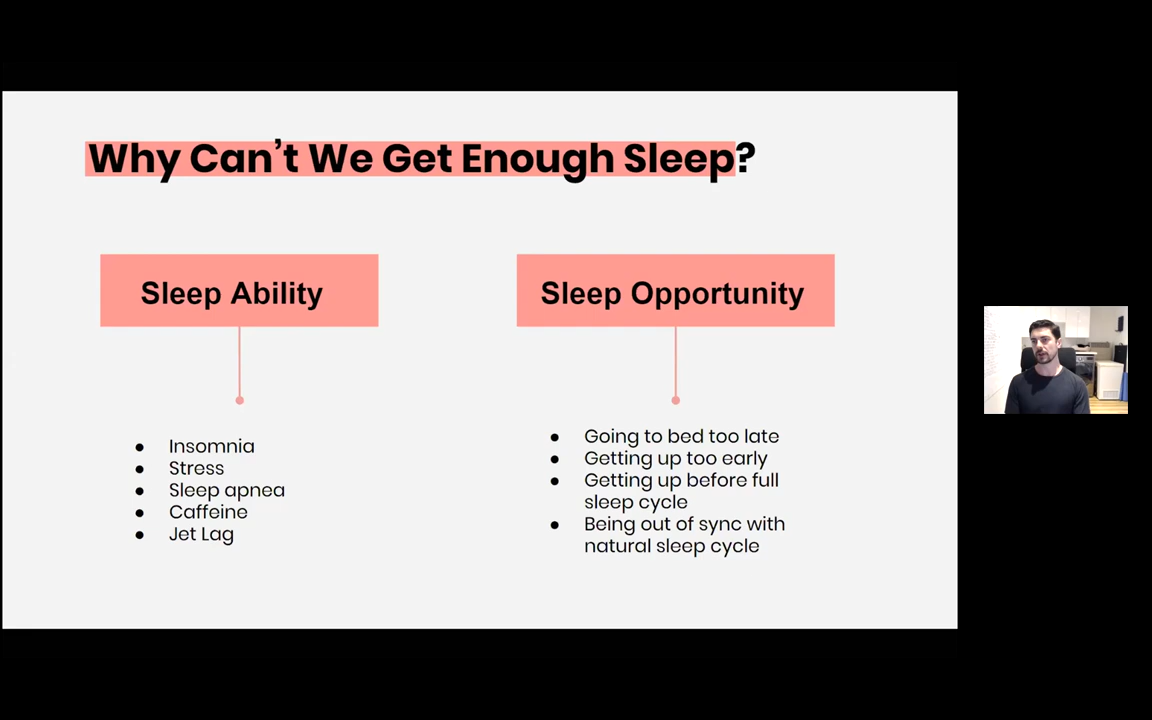 Why Can't We Get Enough Sleep?
Sleep Ability
Insomnia
Stress
Sleep apnea
Caffeine
Jet Lag
Sleep Opportunity
Going to bed too late
Getting up too early
Getting up before full
sleep cycle
Being out of sync with
natural sleep cycle